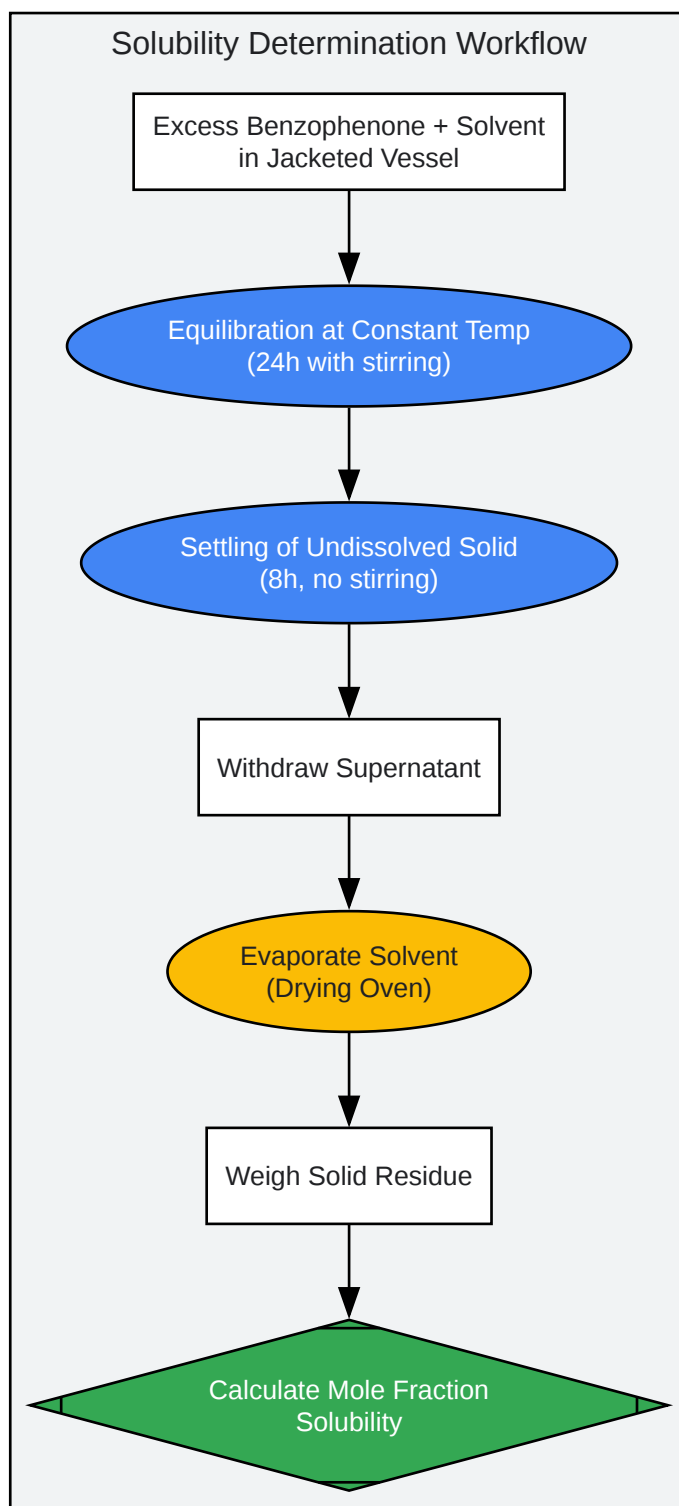 Solubility Determination Workflow
Excess Benzophenone + Solvent
in Jacketed Vessel
Equilibration at Constant Temp
(24h with stirring)
Settling of Undissolved Solid
(8h, no stirring)
Withdraw Supernatant
Evaporate Solvent
(Drying Oven)
Weigh Solid Residue
Calculate Mole Fraction
Solubility